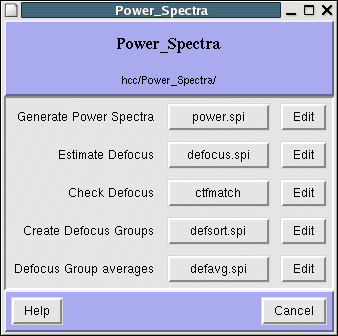 Power_Spectra
Power_Spectra
hcc/Power_Spectra/
Generate Power Spectra power.spi Edit
Estimate Defocus defocus.spi Edit
Check Defocus ctfmatch Edit
Create Defocus Groups defsort.spi Edit
Defocus Group averages defavg.spi Edit
Help Cancel